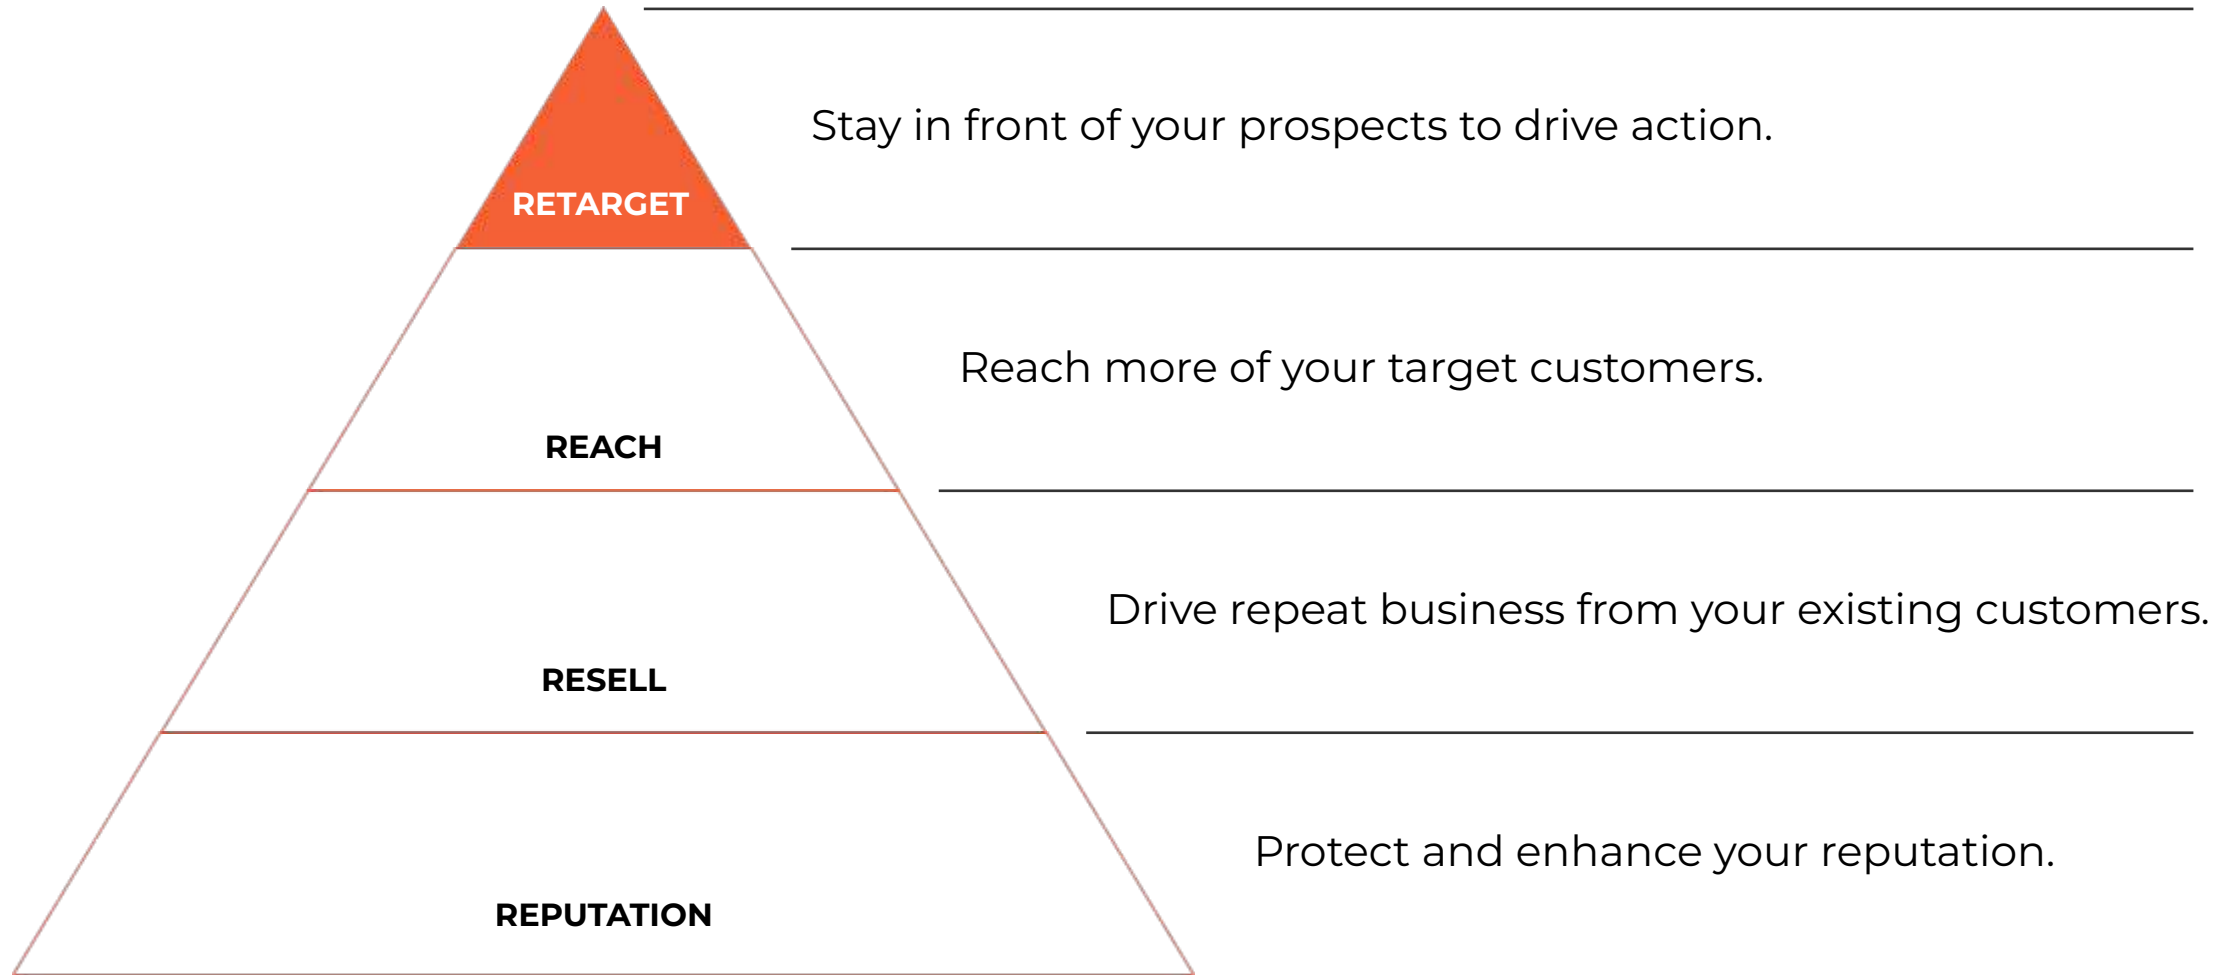 Stay in front of your prospects to drive action.
RETARGET
Reach more of your target customers.
REACH
Drive repeat business from your existing customers.
RESELL
Protect and enhance your reputation.
REPUTATION